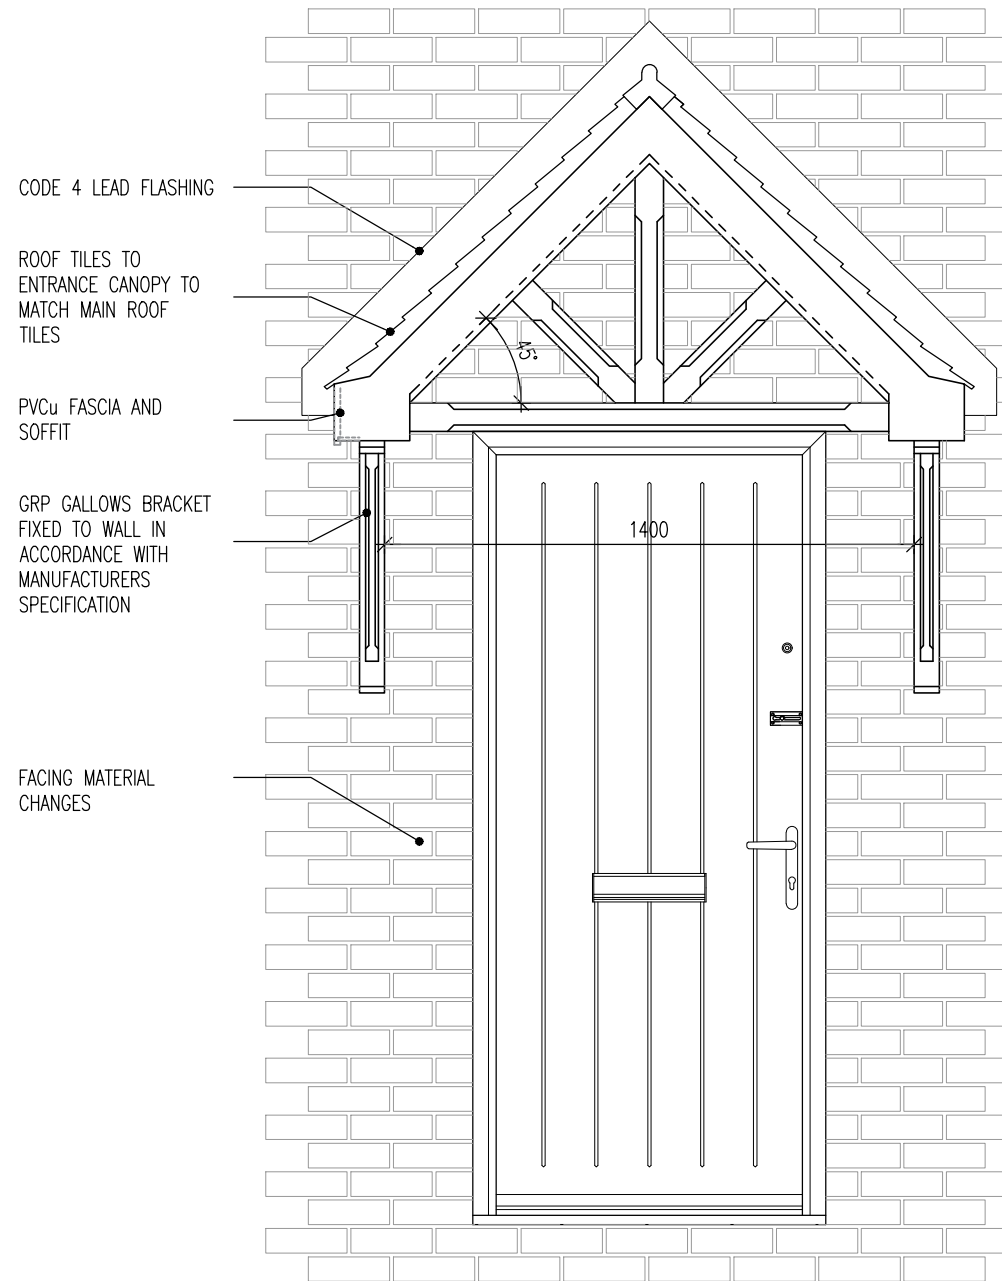 CODE 4 LEAD FLASHING
ROOF TILES TO
ENTRANCE CANOPY TO
MATCH MAIN ROOF
TILES
45°
PVCu FASCIA AND
SOFFIT
GRP GALLOWS BRACKET
FIXED TO WALL IN
ACCORDANCE WITH
MANUFACTURERS
SPECIFICATION
1400
FACING MATERIAL
CHANGES